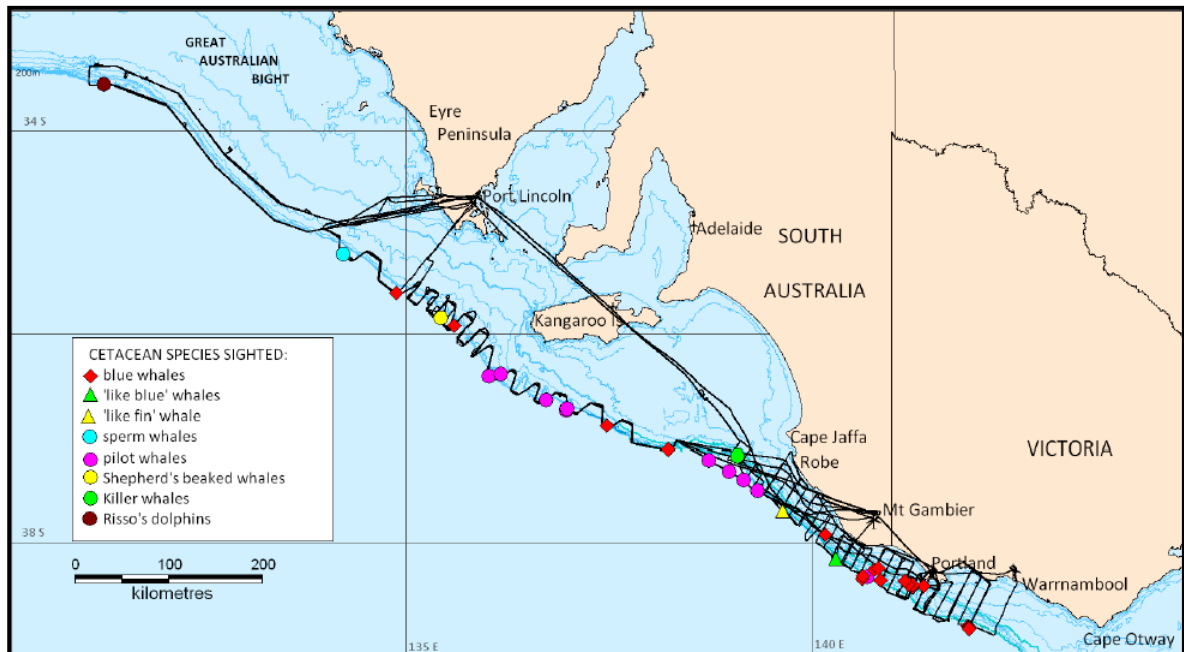 GREAT
AUSTRALIAN
BIGHT
200m
34 S
Eyre
Peninsula
Port Lincoln
Adelaide
SOUTH
AUSTRALIA
Kangaroo Is
CETACEAN SPECIES SIGHTED:
blue whales
'like blue' whales
'like fin' whale
sperm whales
pilot whales
Shepherd's beaked whales
Killer whales
Risso's dolphins
Cape Jaffa
Robe
VICTORIA
Mt Gambier
38 S
Portland
Warrnambool
0 100 200
kilometres
135 E
140 E
Cape Otway